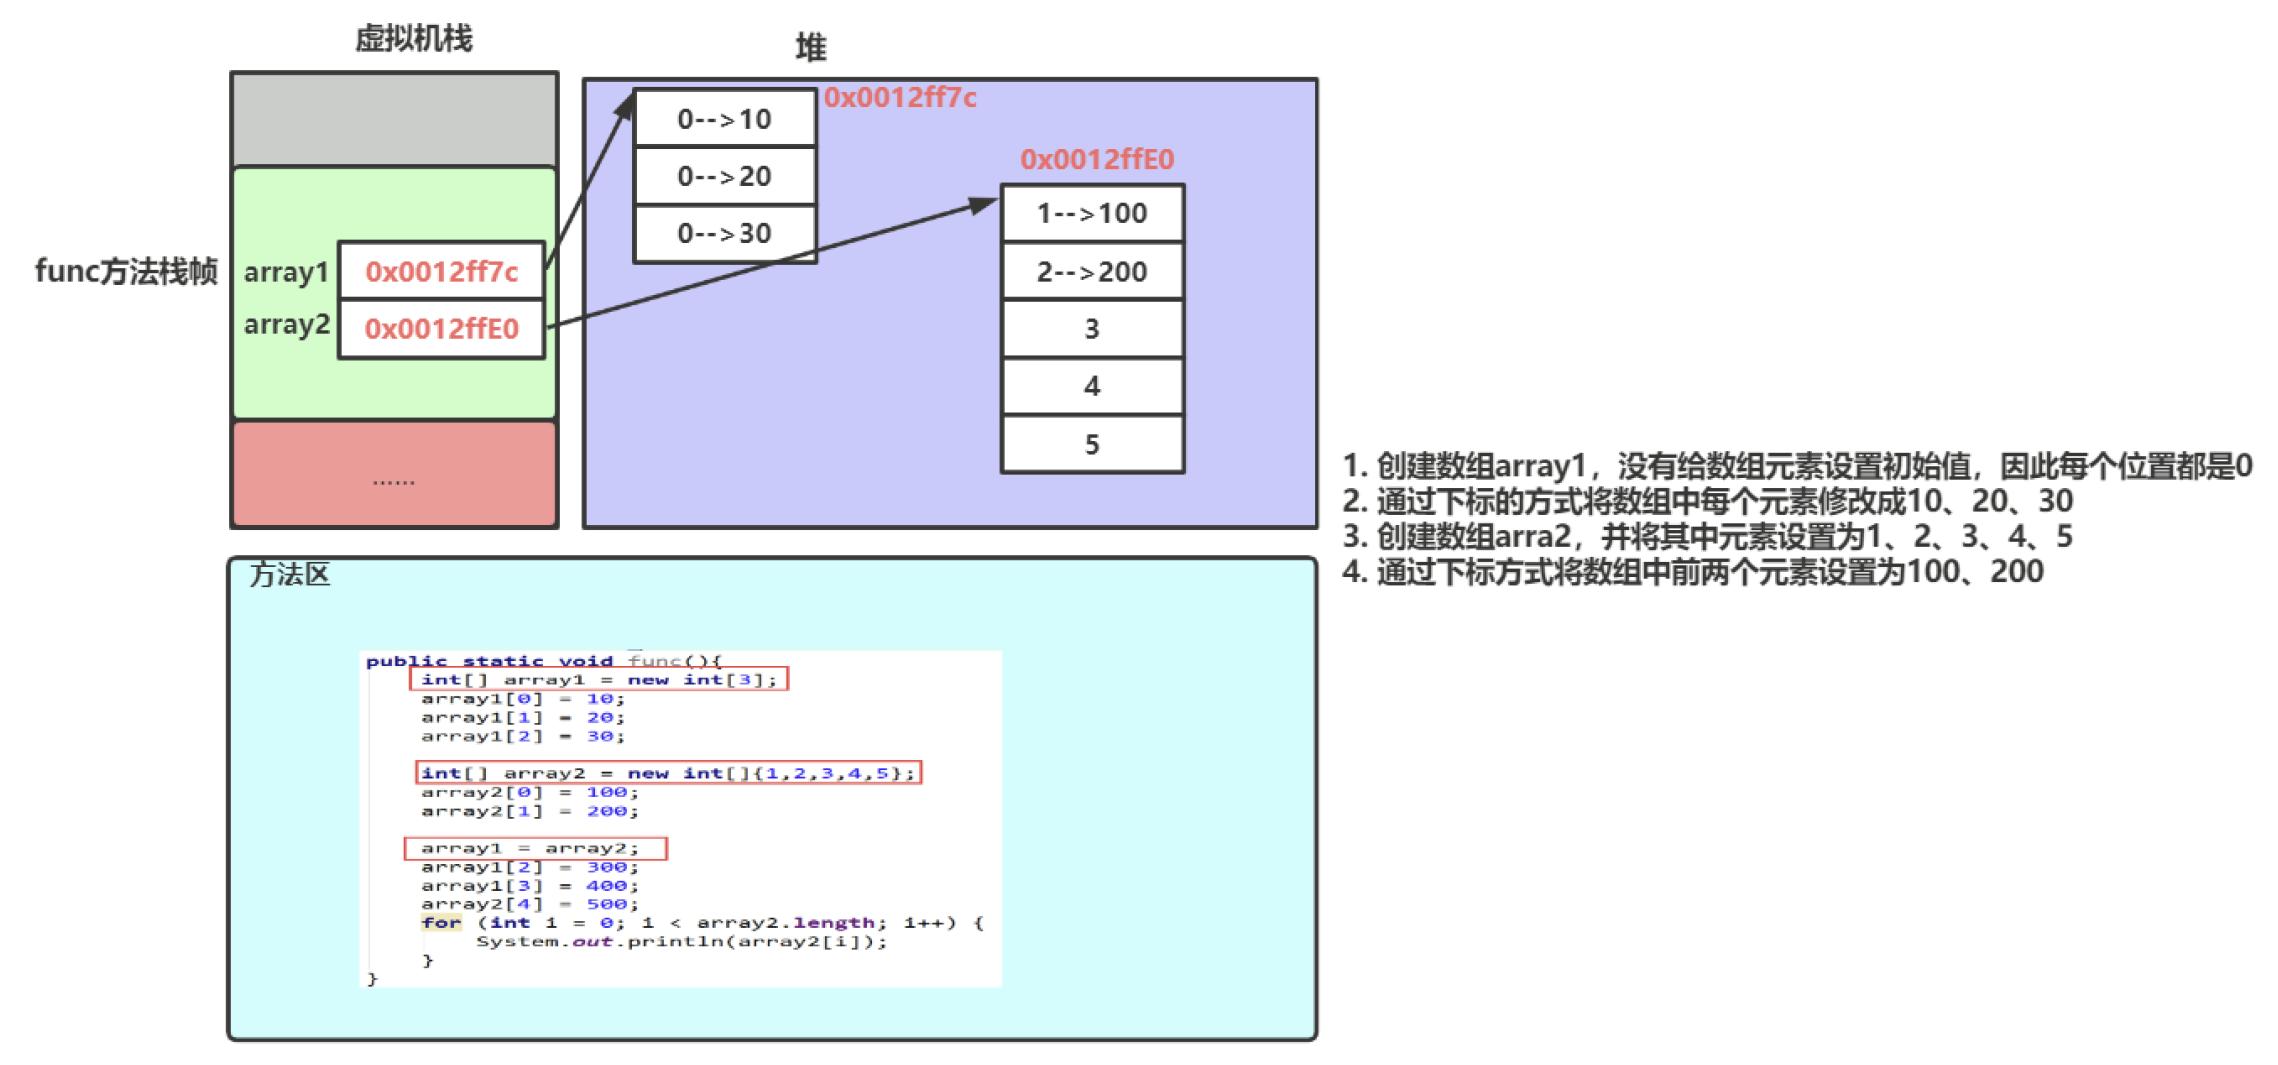 虚拟机栈
堆
0x0012ff7c
0-->10
0-->20
0-->30
0x0012ffE0
1-->100
2-->200
3
4
5
func方法栈帧
array1
0x0012ff7c
array2
0x0012ffE0
......
1. 创建数组array1，没有给数组元素设置初始值，因此每个位置都是0
2. 通过下标的方式将数组中每个元素修改成10、20、30
3. 创建数组arra2，并将其中元素设置为1、2、3、4、5
4. 通过下标方式将数组中前两个元素设置为100、200
方法区
public static void func(){
int[] array1 = new int[3];
array1[0] = 10;
array1[1] = 20;
array1[2] = 30;
int[] array2 = new int[]{1,2,3,4,5};
array2[0] = 100;
array2[1] = 200;
array1 = array2;
array1[2] = 300;
array1[3] = 400;
array2[4] = 500;
for (int i = 0; i < array2.length; i++) {
System.out.println(array2[i]);
}
}